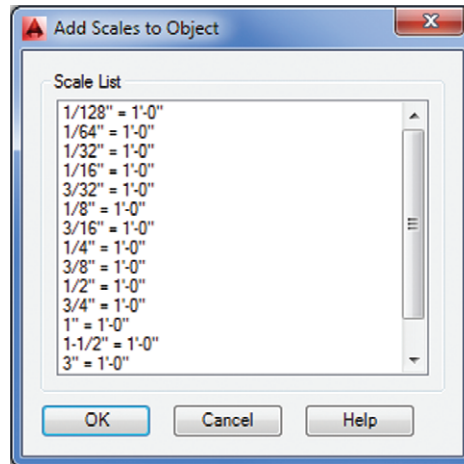 Add Scales to Object
Scale List
1/128" = 1'-0"
1/64" = 1'-0"
1/32" = 1'-0"
1/16" = 1'-0"
3/32" = 1'-0"
1/8" = 1'-0"
3/16" = 1'-0"
1/4" = 1'-0"
3/8" = 1'-0"
1/2" = 1'-0"
3/4" = 1'-0"
1" = 1'-0"
1-1/2" = 1'-0"
3" = 1'-0"
OK Cancel Help